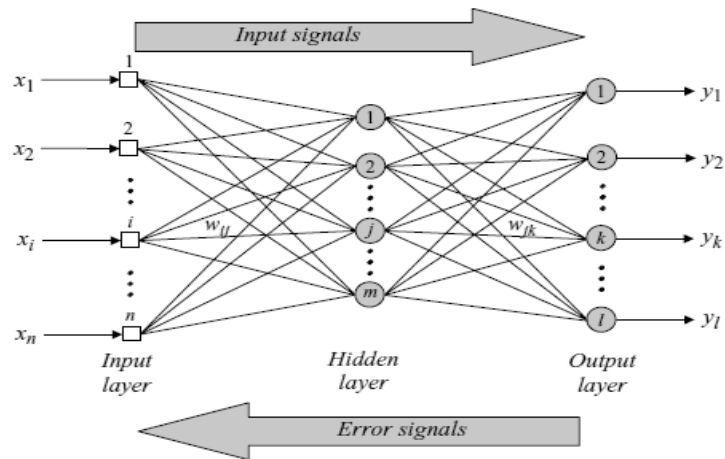 Input signals
1
x1
1
y1
1
2
x2
2
2
y2
i
xi
wij
j
wjk
k
yk
m
n
xn
l
yl
Input
layer
Hidden
layer
Output
layer
Error signals